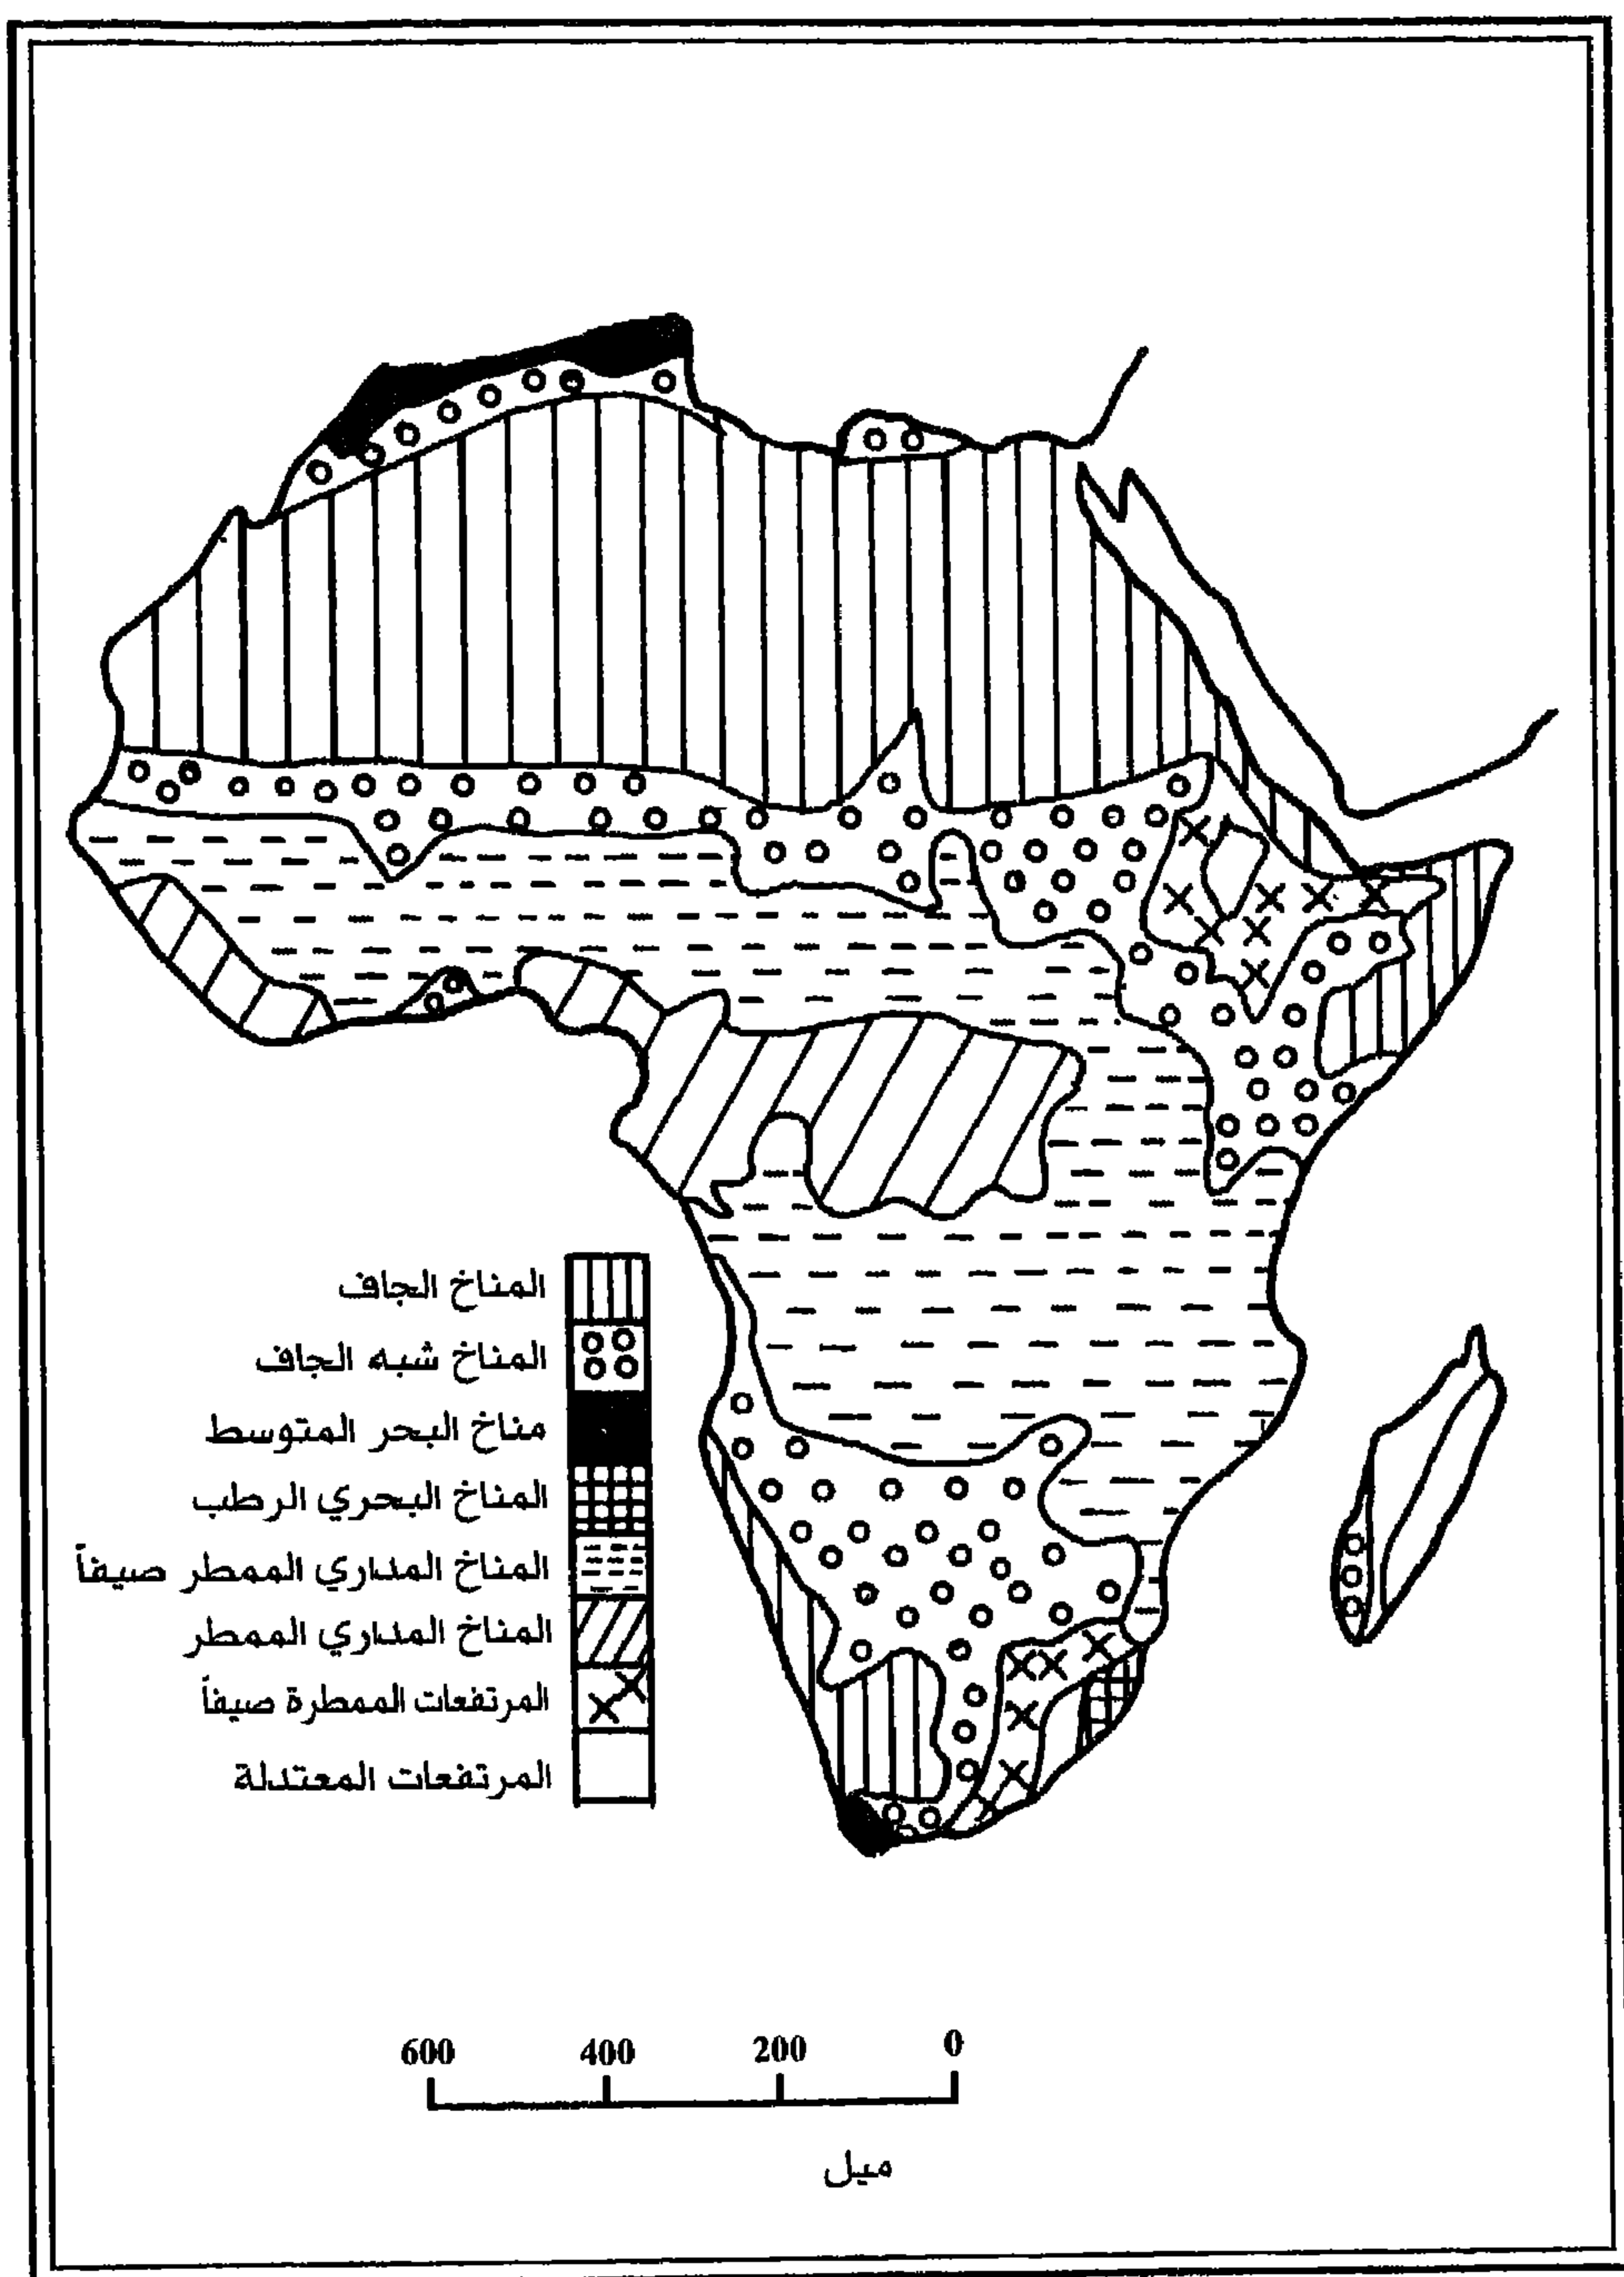 المناخ الجاف
المناخ شبه الجاف
مناخ البحر المتوسط
المناخ البحري الرطب
المناخ المداري الممطر صيفاً
المناخ المداري الممطر
المرتفعات الممطرة صيفاً
المرتفعات المعتدلة
600 400 200 0
ميل